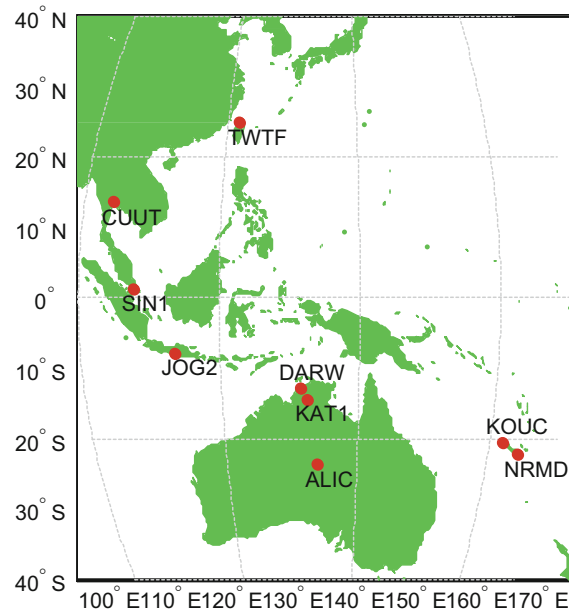 40° N
30° N
TWTF
20° N
CUUT
10° N
SIN1
0°
JOG2
DARW
10° S
KAT1
KOUC
20° S
ALIC
NRMD
30° S
40° S
100° E110° E120° E130° E140° E150° E160° E170° E180